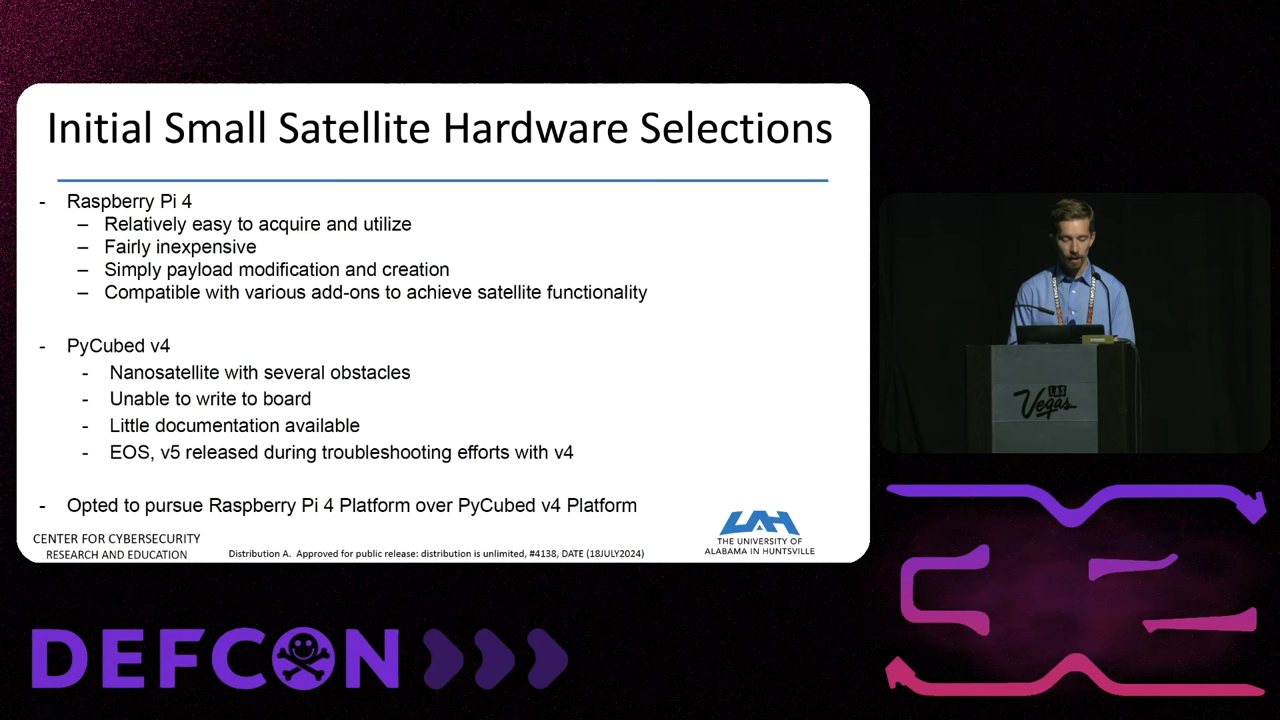 Initial Small Satellite Hardware Selections
- Raspberry Pi 4
– Relatively easy to acquire and utilize
– Fairly inexpensive
– Simply payload modification and creation
– Compatible with various add-ons to achieve satellite functionality
- PyCubed v4
- Nanosatellite with several obstacles
- Unable to write to board
- Little documentation available
- EOS, v5 released during troubleshooting efforts with v4
- Opted to pursue Raspberry Pi 4 Platform over PyCubed v4 Platform
CENTER FOR CYBERSECURITY
RESEARCH AND EDUCATION
Distribution A. Approved for public release: distribution is unlimited, #4138, DATE (18JULY2024)
UAH
THE UNIVERSITY OF
ALABAMA IN HUNTSVILLE
LAS
Vegas
DEFCON